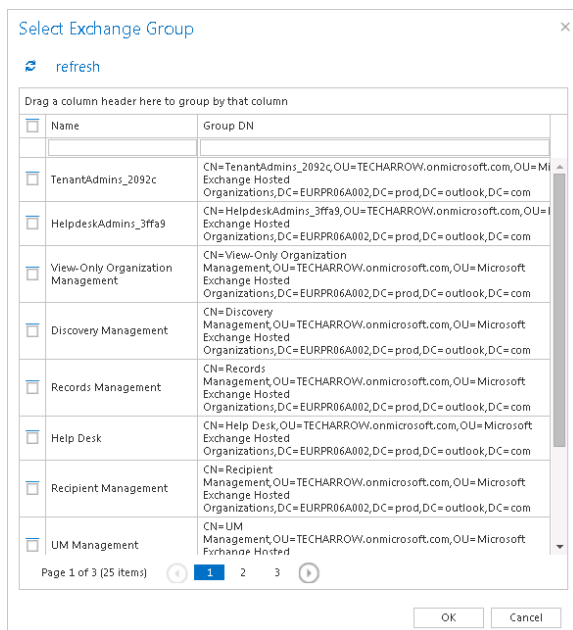 Select Exchange Group
refresh
Drag a column header here to group by that column
Name Group DN
TenantAdmins_2092c
CN=TenantAdmins_2092c,OU=TECHARROW.onmicrosoft.com,OU=Mi
Exchange Hosted
Organizations,DC=EURPR06A002,DC=prod,DC=outlook,DC=com
HelpdeskAdmins_3ffa9
CN=HelpdeskAdmins_3ffa9,OU=TECHARROW.onmicrosoft.com,OU=
Exchange Hosted
Organizations,DC=EURPR06A002,DC=prod,DC=outlook,DC=com
View-Only Organization
Management
CN=View-Only Organization
Management,OU=TECHARROW.onmicrosoft.com,OU=Microsoft
Exchange Hosted
Organizations,DC=EURPR06A002,DC=prod,DC=outlook,DC=com
Discovery Management
CN=Discovery
Management,OU=TECHARROW.onmicrosoft.com,OU=Microsoft
Exchange Hosted
Organizations,DC=EURPR06A002,DC=prod,DC=outlook,DC=com
Records Management
CN=Records
Management,OU=TECHARROW.onmicrosoft.com,OU=Microsoft
Exchange Hosted
Organizations,DC=EURPR06A002,DC=prod,DC=outlook,DC=com
Help Desk
CN=Help Desk,OU=TECHARROW.onmicrosoft.com,OU=Microsoft
Exchange Hosted
Organizations,DC=EURPR06A002,DC=prod,DC=outlook,DC=com
Recipient Management
CN=Recipient
Management,OU=TECHARROW.onmicrosoft.com,OU=Microsoft
Exchange Hosted
Organizations,DC=EURPR06A002,DC=prod,DC=outlook,DC=com
UM Management
CN=UM
Management,OU=TECHARROW.onmicrosoft.com,OU=Microsoft
Exchange Hosted
Page 1 of 3 (25 items) 1 2 3
OK Cancel